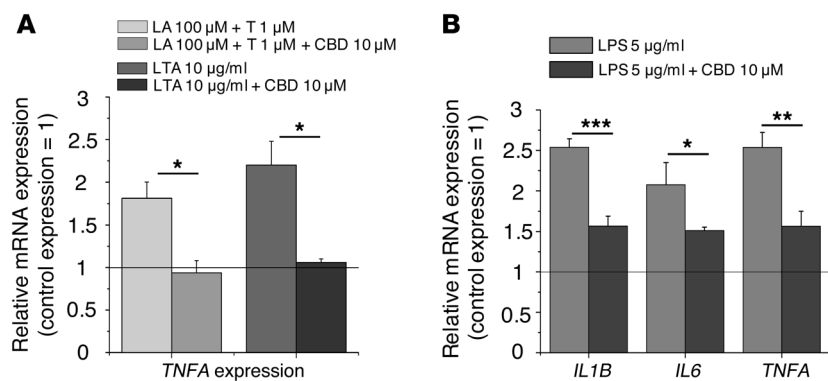 A
LA 100 µM + T 1 µM
LA 100 µM + T 1 µM + CBD 10 µM
LTA 10 µg/ml
LTA 10 µg/ml + CBD 10 µM
Relative mRNA expression
(control expression = 1)
3
2.5
2
1.5
1
0.5
0
*
*
TNFA expression
B
LPS 5 µg/ml
LPS 5 µg/ml + CBD 10 µM
Relative mRNA expression
(control expression = 1)
3
2.5
2
1.5
1
0.5
0
***
*
**
IL1B IL6 TNFA